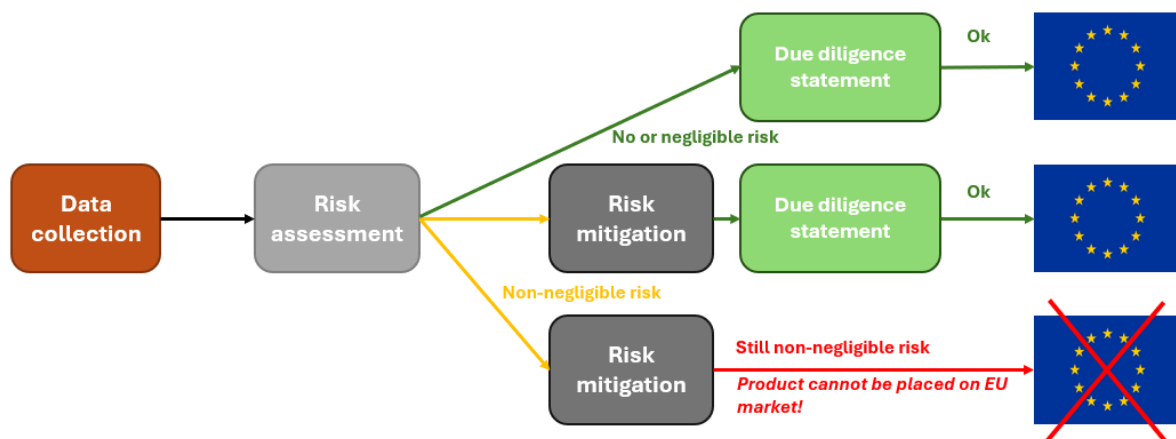 Due diligence
statement
Ok
No or negligible risk
Data
collection
Risk
assessment
Risk
mitigation
Due diligence
statement
Ok
Non-negligible risk
Risk
mitigation
Still non-negligible risk
Product cannot be placed on EU
market!